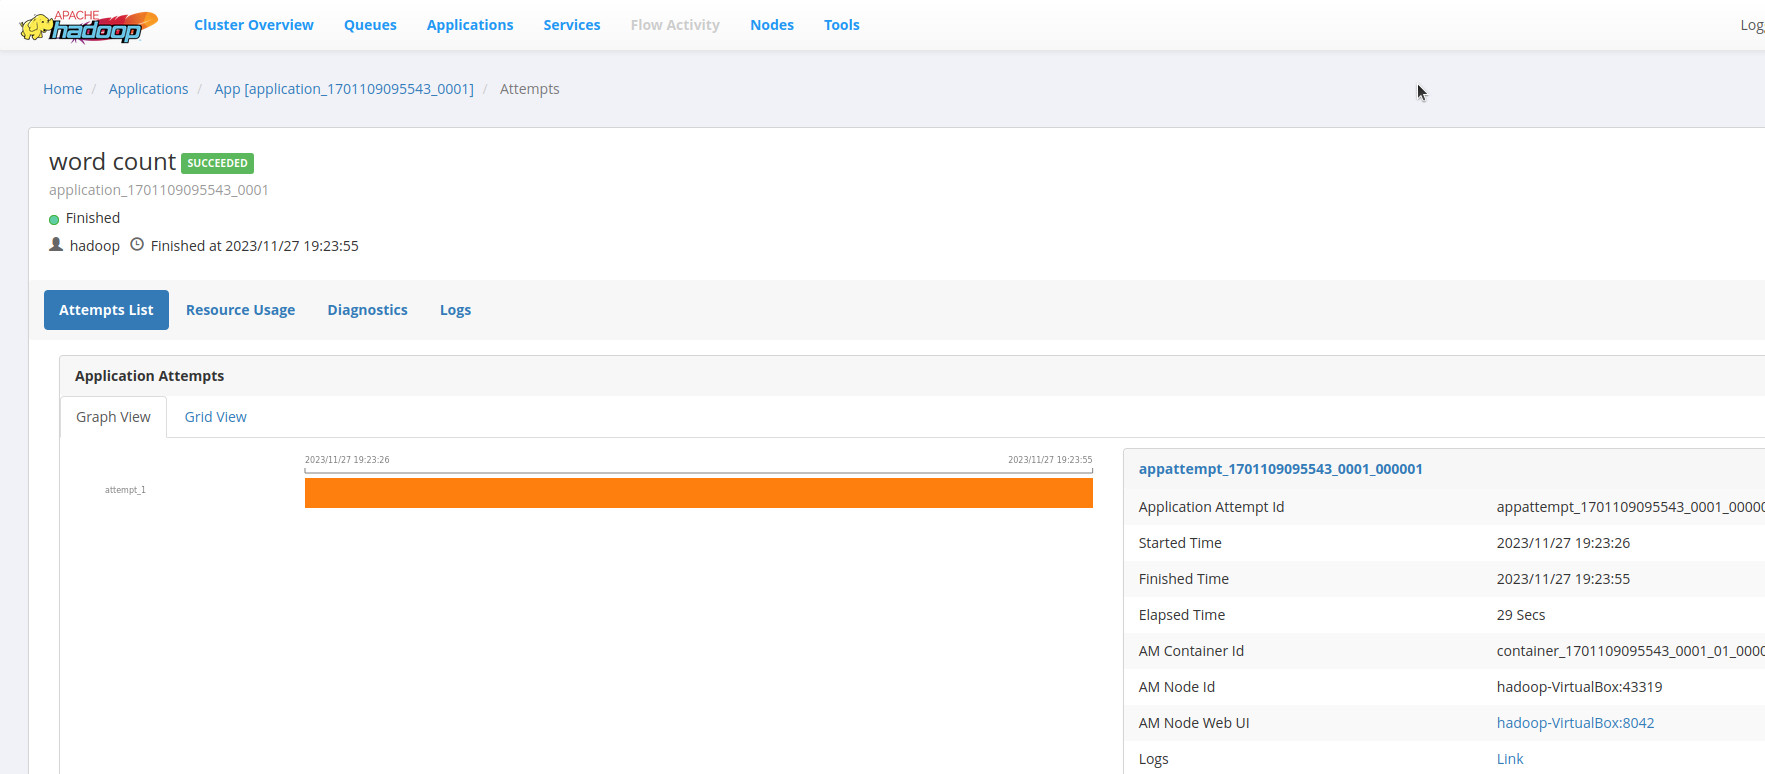 APACHE
hadoop
Cluster Overview Queues Applications Services Flow Activity Nodes Tools Log
Home / Applications / App [application_1701109095543_0001] / Attempts
word count SUCCEEDED
application_1701109095543_0001
Finished
hadoop Finished at 2023/11/27 19:23:55
Attempts List Resource Usage Diagnostics Logs
Application Attempts
Graph View Grid View
2023/11/27 19:23:26 2023/11/27 19:23:55
attempt_1
appattempt_1701109095543_0001_000001
Application Attempt Id appattempt_1701109095543_0001_00000
Started Time 2023/11/27 19:23:26
Finished Time 2023/11/27 19:23:55
Elapsed Time 29 Secs
AM Container Id container_1701109095543_0001_01_0000
AM Node Id hadoop-VirtualBox:43319
AM Node Web UI hadoop-VirtualBox:8042
Logs Link